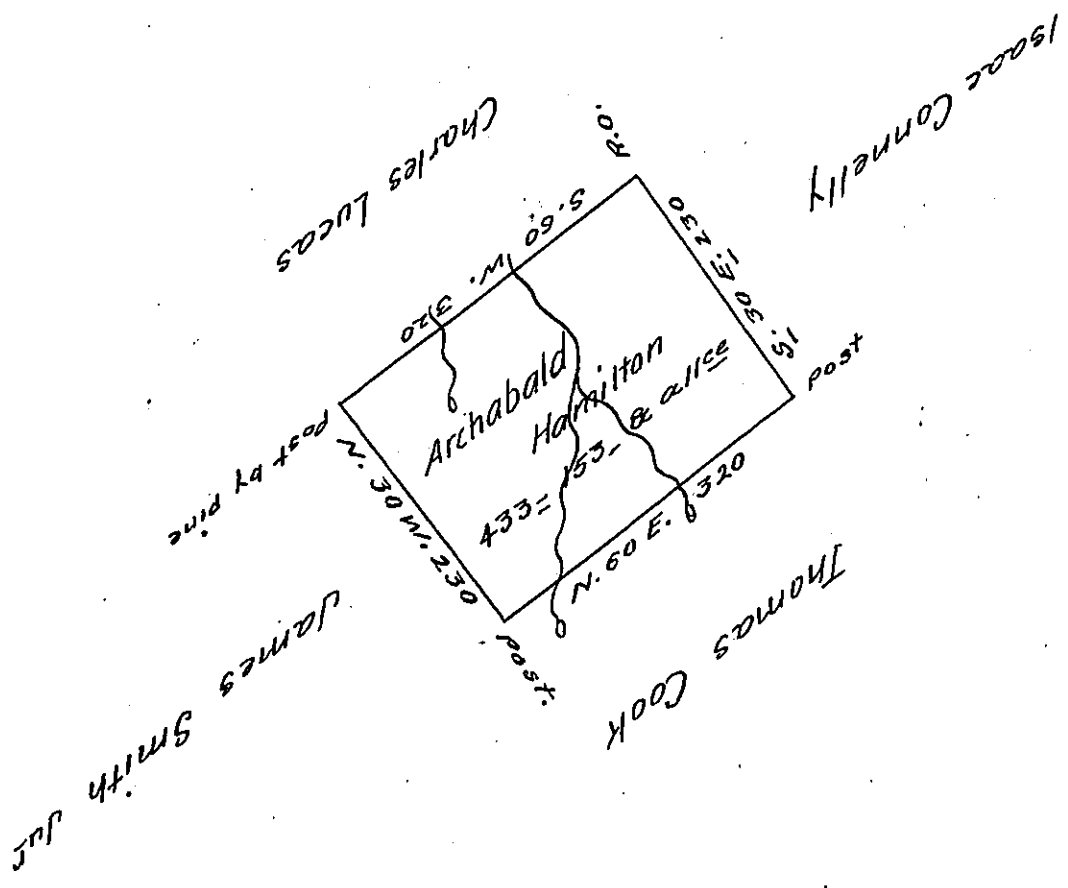 Charles Lucas
Isaac Connelly
R.O.
S. 60
W. 320
S. 30 E. 230
post
post by pine
N. 30 W. 230
Archabald
Hamilton
433 = 153 - & allce
N. 60 E. 320
post.
James Smith Jur
Thomas Cook